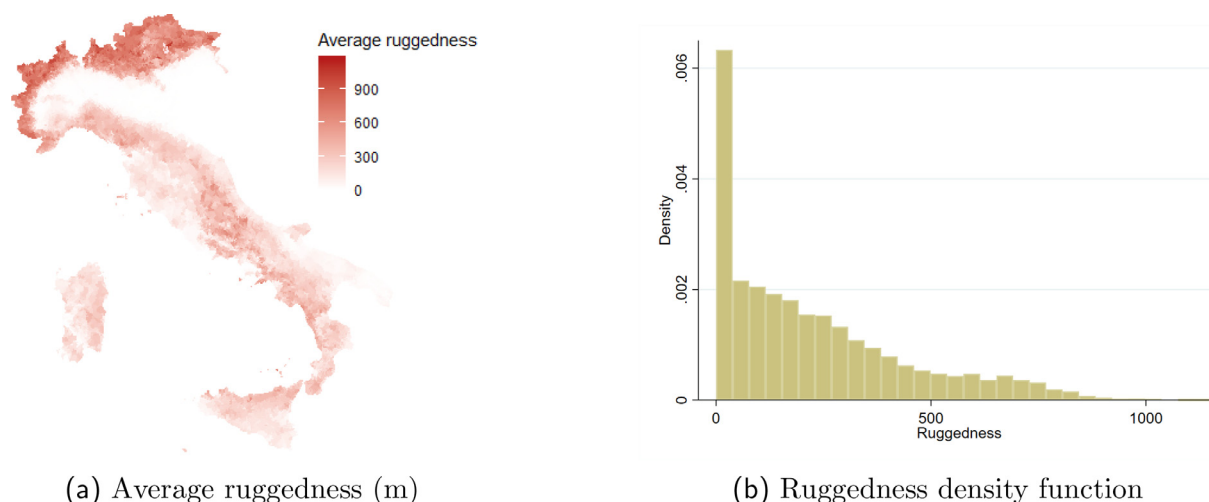 Average ruggedness
900
600
300
0
(a) Average ruggedness (m)
.006
.004
.002
0
Density
0 500 1000
Ruggedness
(b) Ruggedness density function